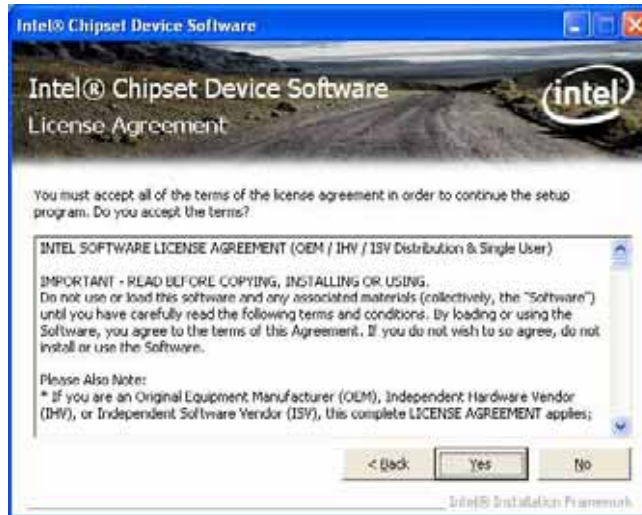 Intel® Chipset Device Software
Intel® Chipset Device Software
intel
License Agreement
You must accept all of the terms of the license agreement in order to continue the setup
program. Do you accept the terms?
INTEL SOFTWARE LICENSE AGREEMENT (OEM / IHV / ISV Distribution & Single User)
IMPORTANT - READ BEFORE COPYING, INSTALLING OR USING.
Do not use or load this software and any associated materials (collectively, the "Software")
until you have carefully read the following terms and conditions. By loading or using the
Software, you agree to the terms of this Agreement. If you do not wish to so agree, do not
install or use the Software.
Please Also Note:
* If you are an Original Equipment Manufacturer (OEM), Independent Hardware Vendor
(IHV), or Independent Software Vendor (ISV), this complete LICENSE AGREEMENT applies;
< Back
Yes
No
Intel® Installation Framework